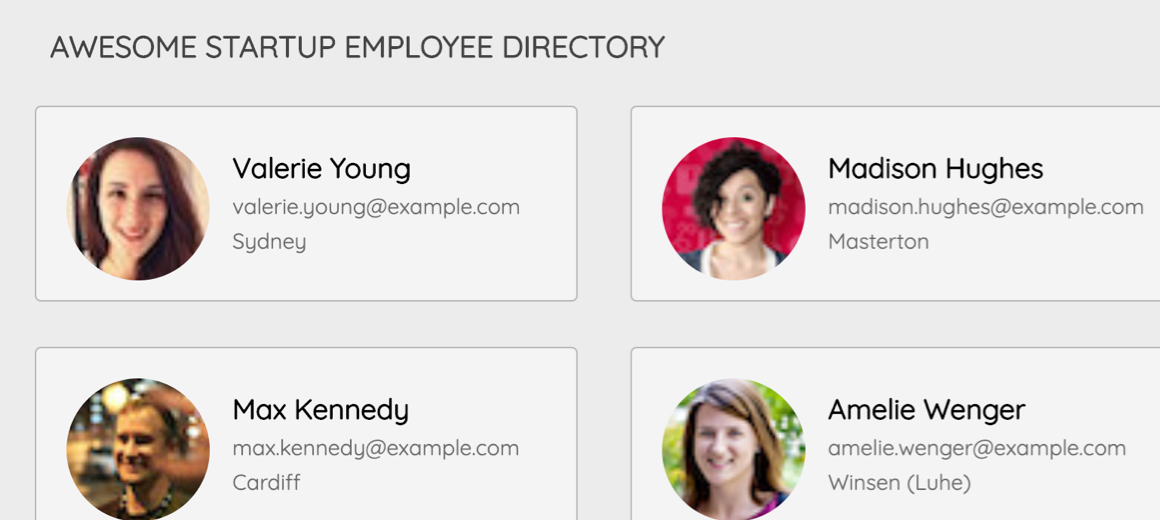 AWESOME STARTUP EMPLOYEE DIRECTORY
Valerie Young
valerie.young@example.com
Sydney
Madison Hughes
madison.hughes@example.com
Masterton
Max Kennedy
max.kennedy@example.com
Cardiff
Amelie Wenger
amelie.wenger@example.com
Winsen (Luhe)